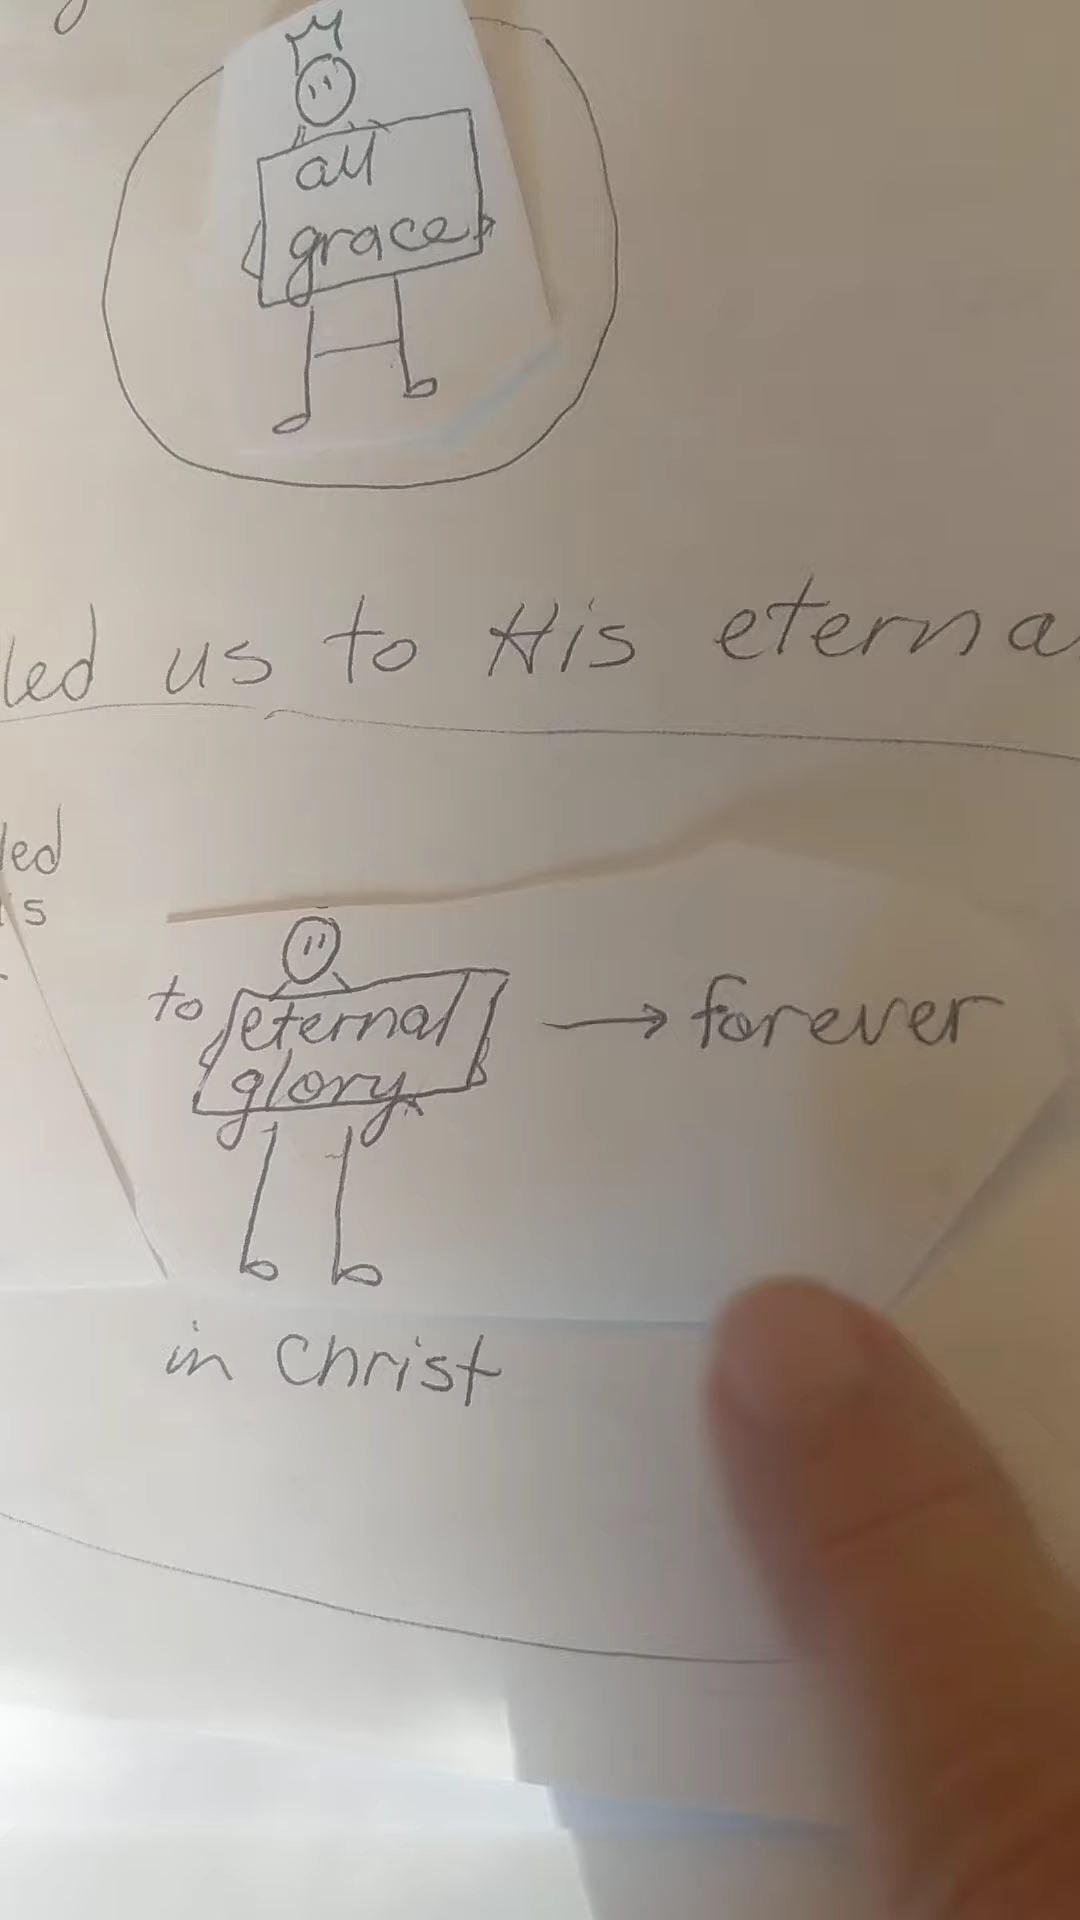 all
grace
led us to His eterna
led
to
eternal
glory
→ forever
in Christ